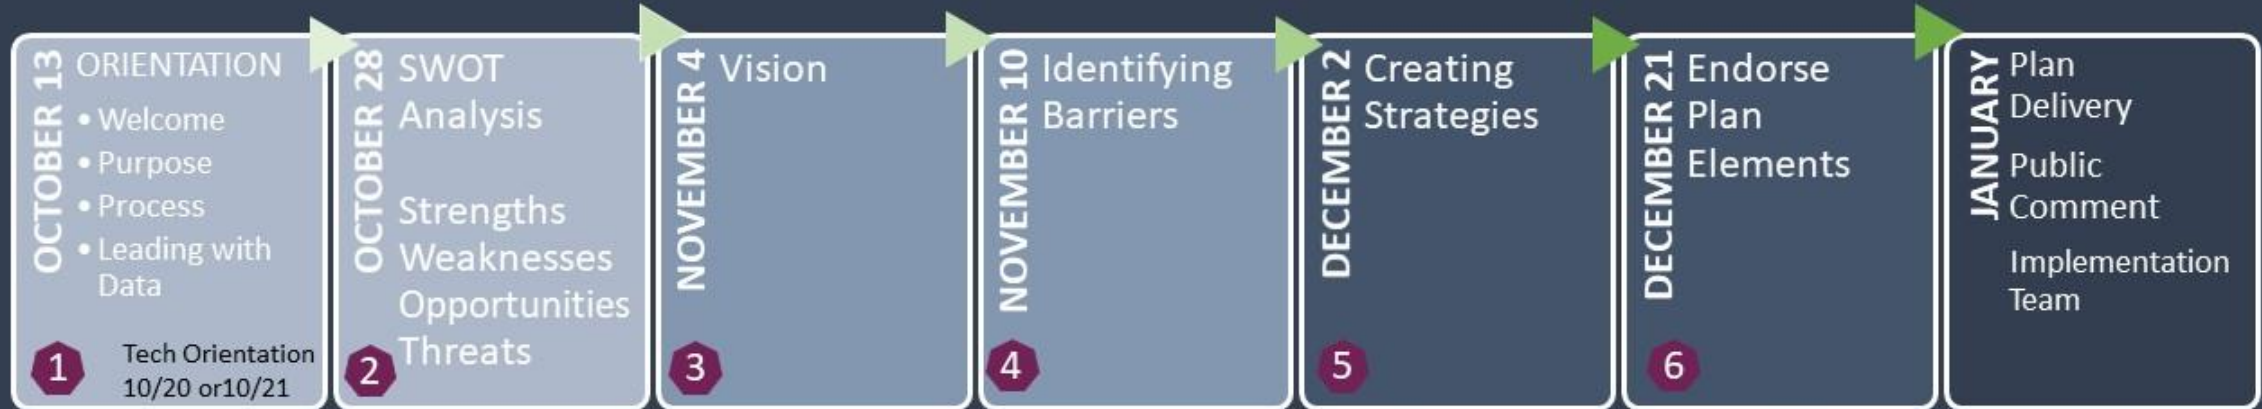 OCTOBER 13
ORIENTATION
• Welcome
• Purpose
• Process
• Leading with
Data
1
Tech Orientation
10/20 or10/21
OCTOBER 28
SWOT
Analysis
Strengths
Weaknesses
Opportunities
Threats
2
NOVEMBER 4
Vision
3
NOVEMBER 10
Identifying
Barriers
4
DECEMBER 2
Creating
Strategies
5
DECEMBER 21
Endorse
Plan
Elements
6
JANUARY
Plan
Delivery
Public
Comment
Implementation
Team